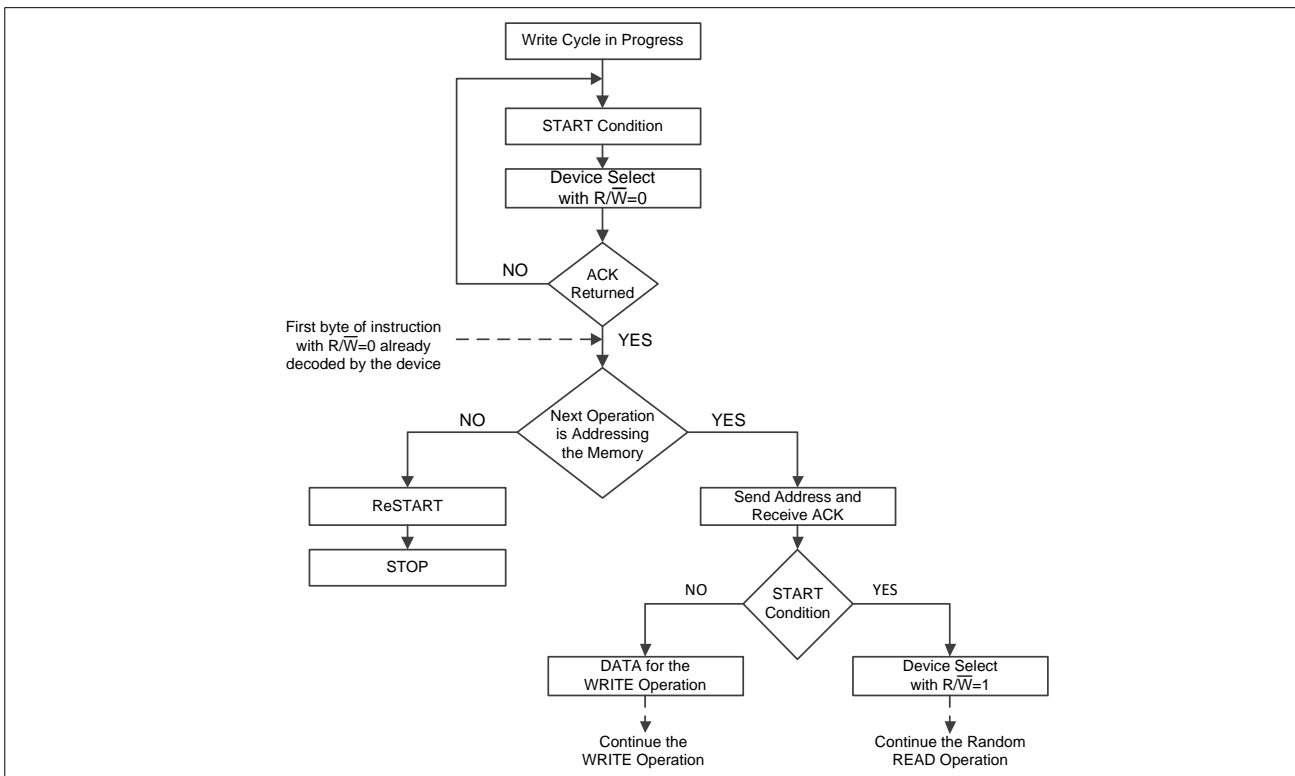 Write Cycle in Progress
START Condition
Device Select
with R/W̅=0
NO
ACK
Returned
First byte of instruction
with R/W̅=0 already
decoded by the device
YES
NO
Next Operation
is Addressing
the Memory
YES
ReSTART
Send Address and
Receive ACK
STOP
NO
START
Condition
YES
DATA for the
WRITE Operation
Device Select
with R/W̅=1
Continue the
WRITE Operation
Continue the Random
READ Operation